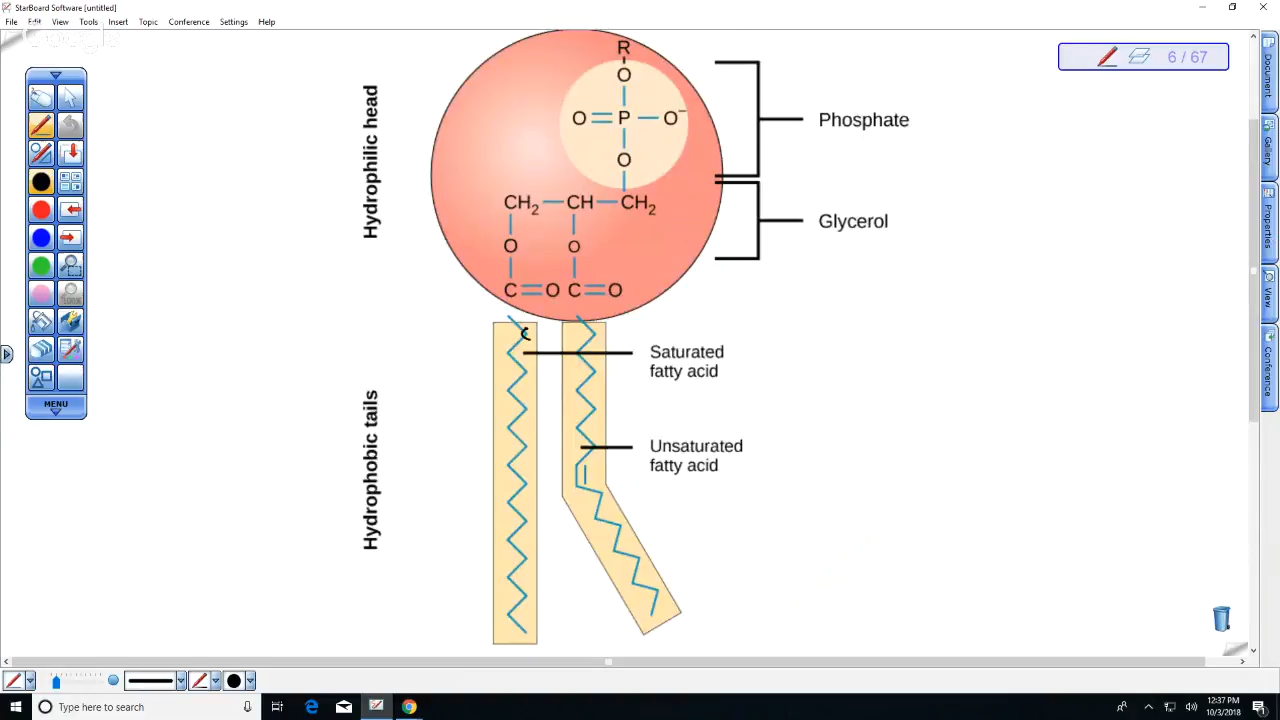 StarBoard Software [untitled]
File Edit View Tools Insert Topic Conference Settings Help
6 / 67
Document
Gallery
Properties
View
Conference
MENU
Hydrophilic head
R
O
O = P — O⁻
O
CH₂ — CH — CH₂
O O
C = O C = O
Phosphate
Glycerol
Hydrophobic tails
Saturated
fatty acid
Unsaturated
fatty acid
Type here to search
12:37 PM
10/3/2018
1